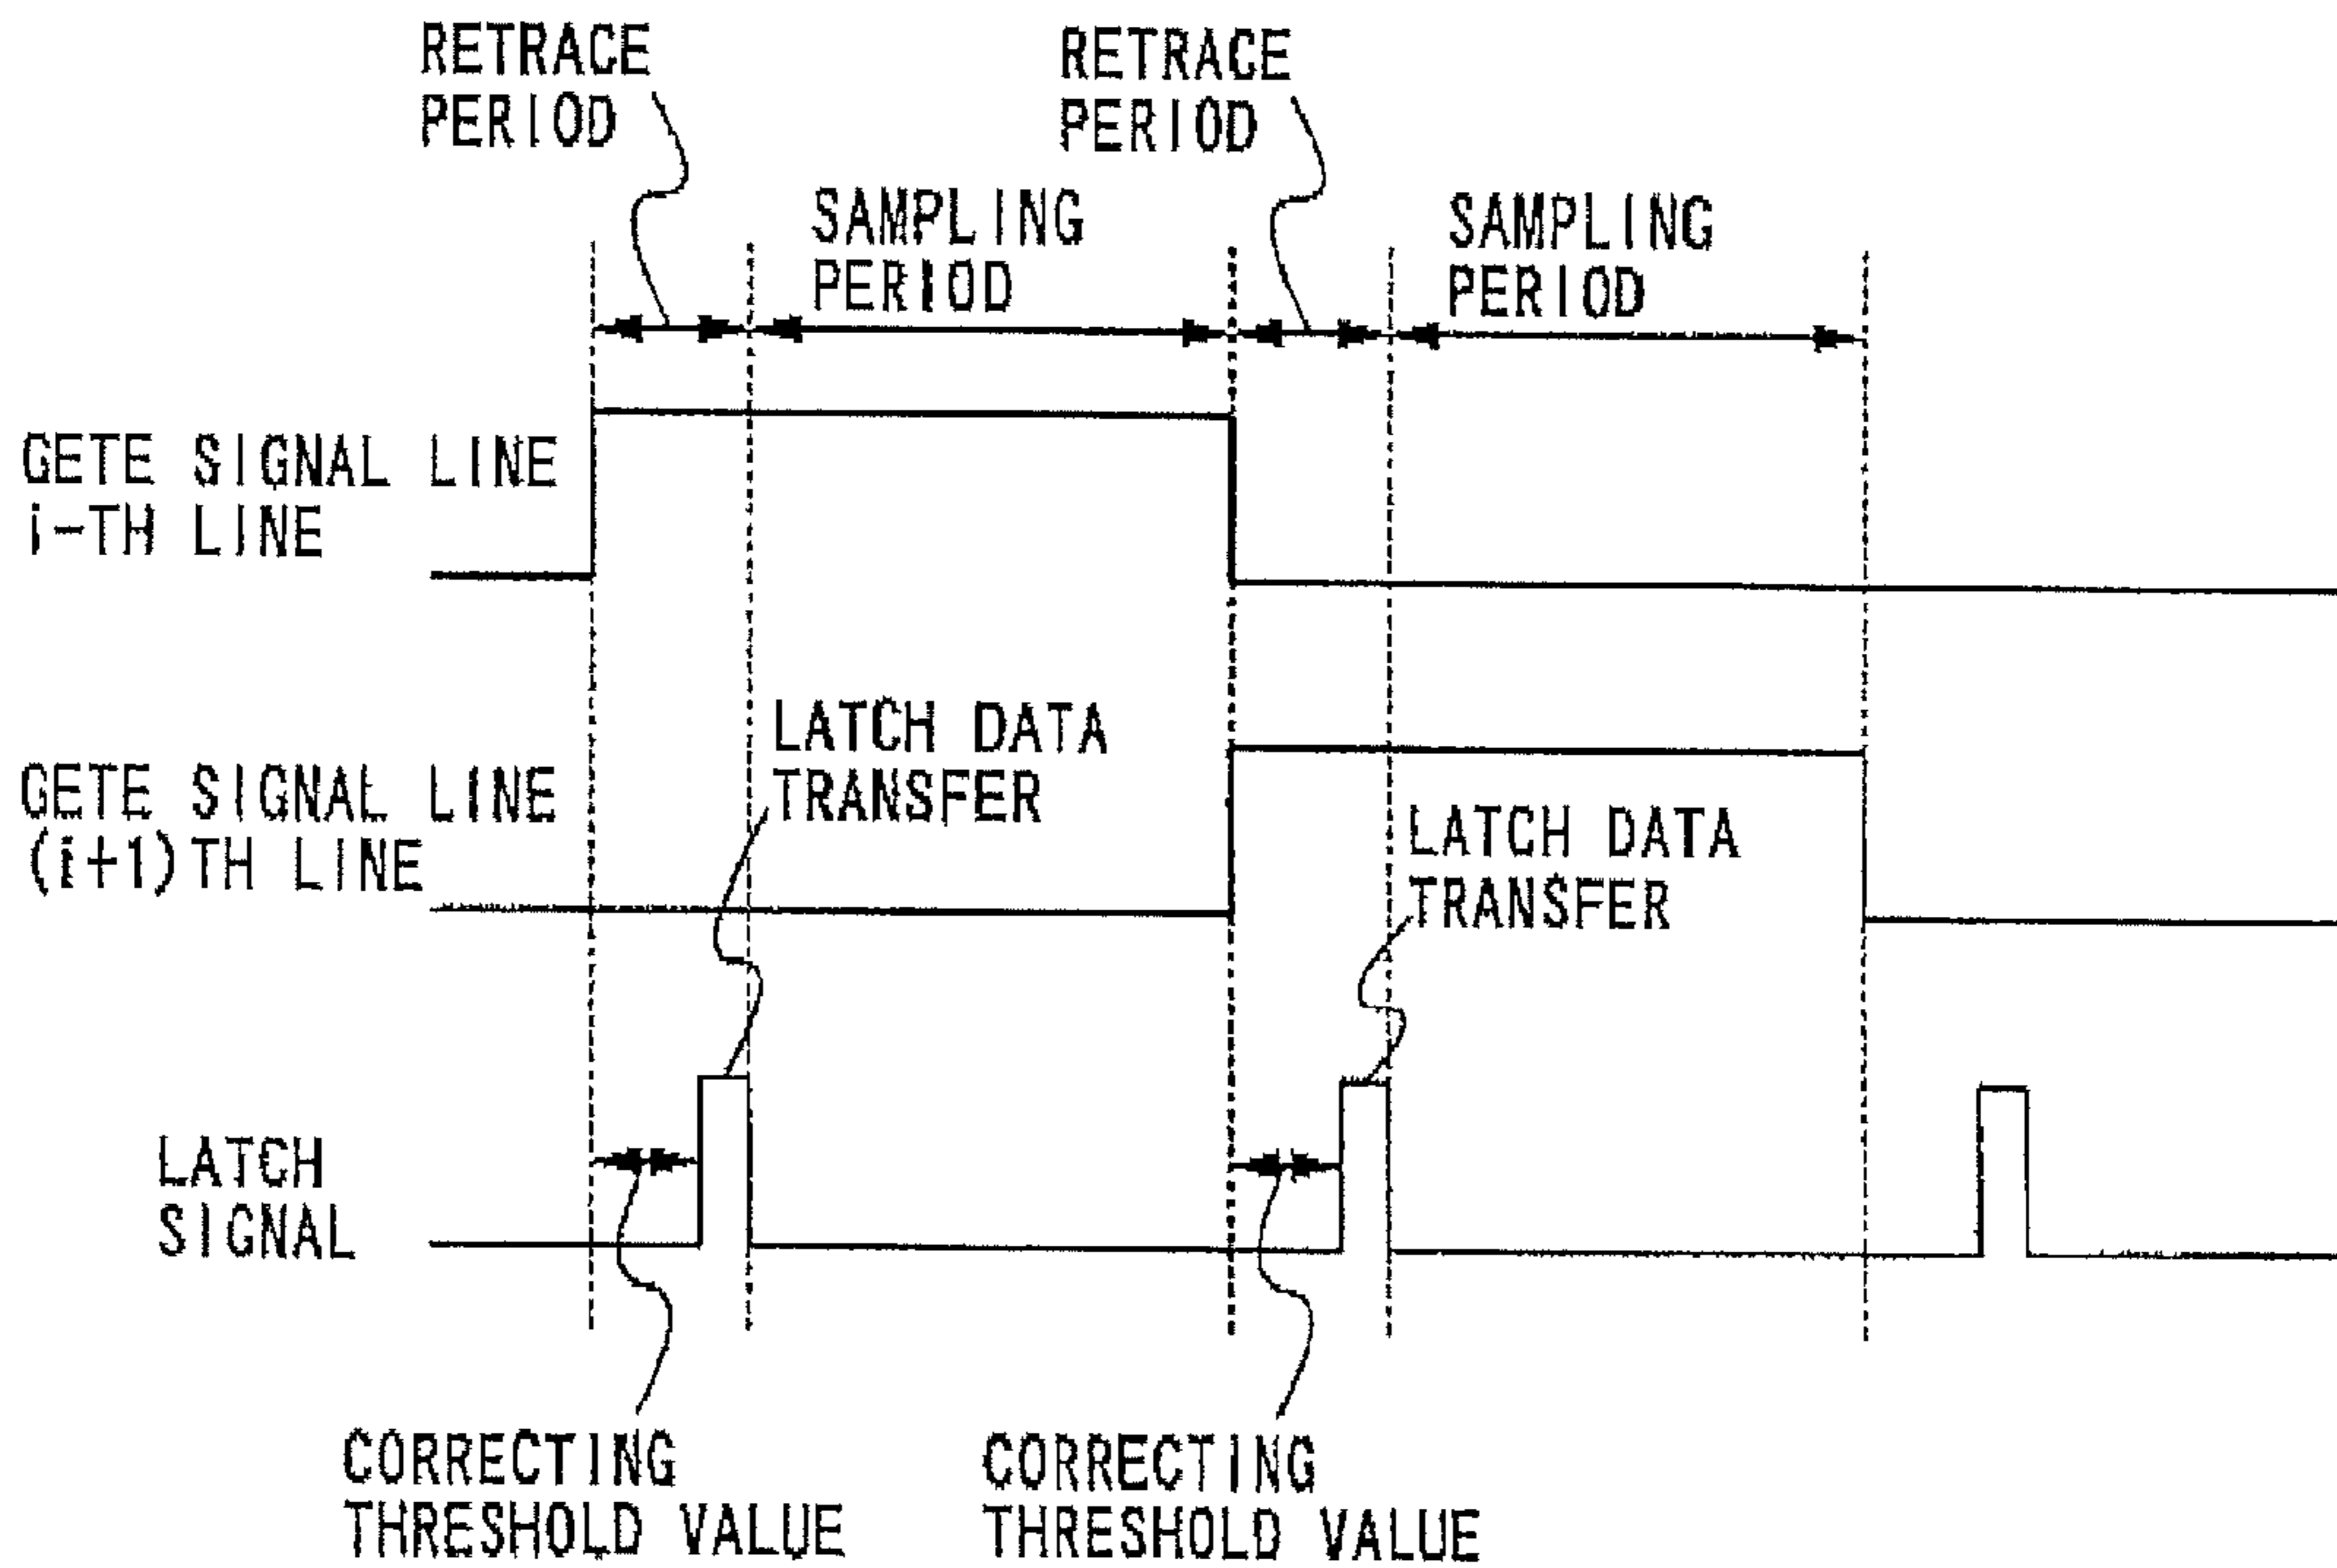 RETRACE
PERIOD
RETRACE
PERIOD
SAMPLING
PERIOD
SAMPLING
PERIOD
GETE SIGNAL LINE
i-TH LINE
LATCH DATA
TRANSFER
GETE SIGNAL LINE
(i+1)TH LINE
LATCH DATA
TRANSFER
LATCH
SIGNAL
CORRECTING
THRESHOLD VALUE
CORRECTING
THRESHOLD VALUE